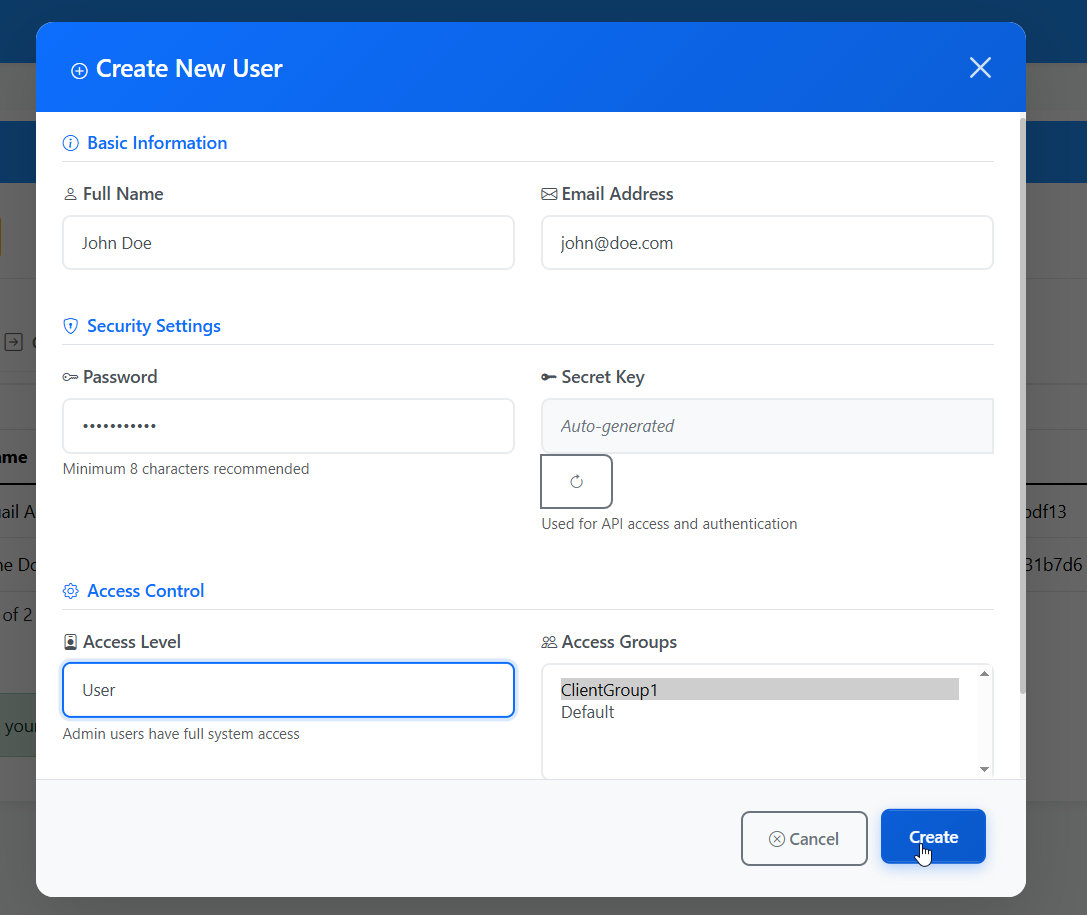 Create New User
Basic Information
Full Name
Email Address
John Doe
john@doe.com
Security Settings
Password
Secret Key
•••••••••••
Auto-generated
Minimum 8 characters recommended
Used for API access and authentication
ame
ail A
df13
ne Do
31b7d6
of 2
Access Control
Access Level
Access Groups
User
ClientGroup1
Default
Admin users have full system access
your
Cancel
Create